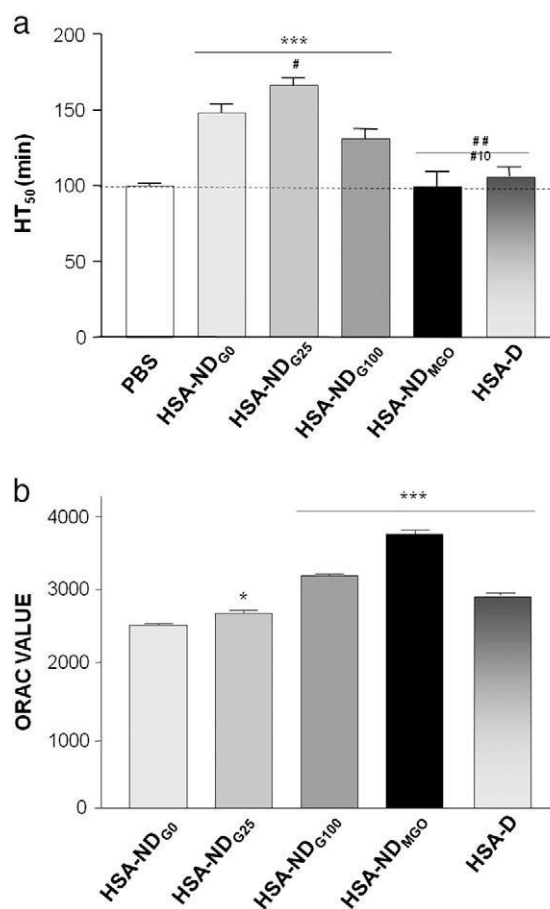 a
200
***
#
150
##
#10
100
HT50 (min)
50
0
PBS
HSA-NDG0
HSA-NDG25
HSA-NDG100
HSA-NDMGO
HSA-D
b
***
4000
3000
*
ORAC VALUE
2000
1000
0
HSA-NDG0
HSA-NDG25
HSA-NDG100
HSA-NDMGO
HSA-D